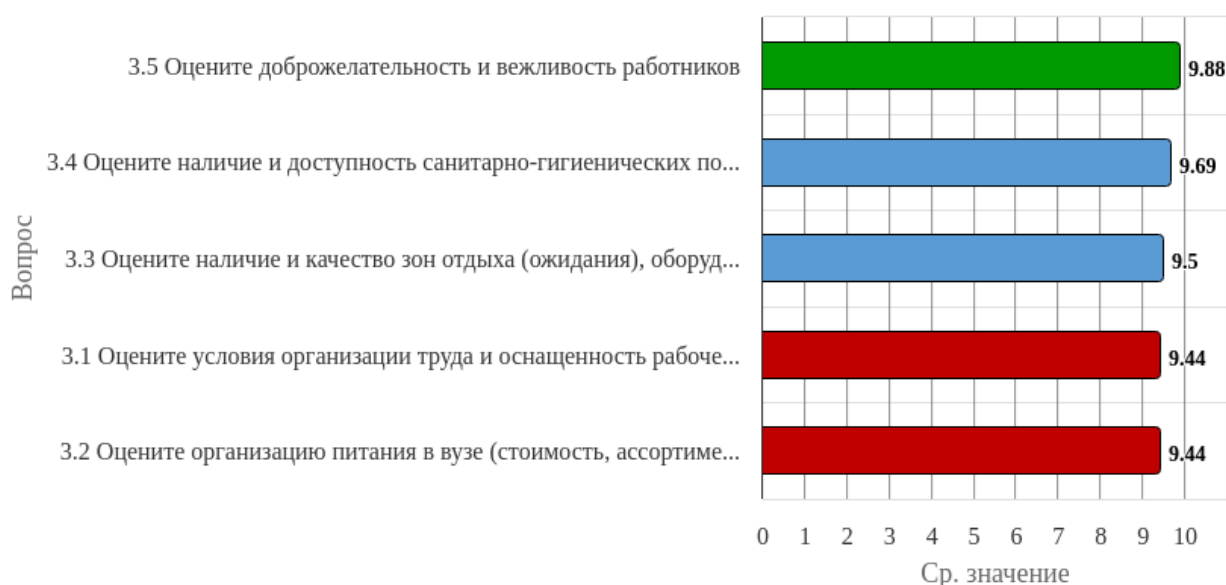 3.5 Оцените доброжелательность и вежливость работников
9.88
3.4 Оцените наличие и доступность санитарно-гигиенических по...
9.69
3.3 Оцените наличие и качество зон отдыха (ожидания), оборуд...
9.5
3.1 Оцените условия организации труда и оснащенность рабоче...
9.44
3.2 Оцените организацию питания в вузе (стоимость, ассортиме...
9.44
Вопрос
0 1 2 3 4 5 6 7 8 9 10
Ср. значение